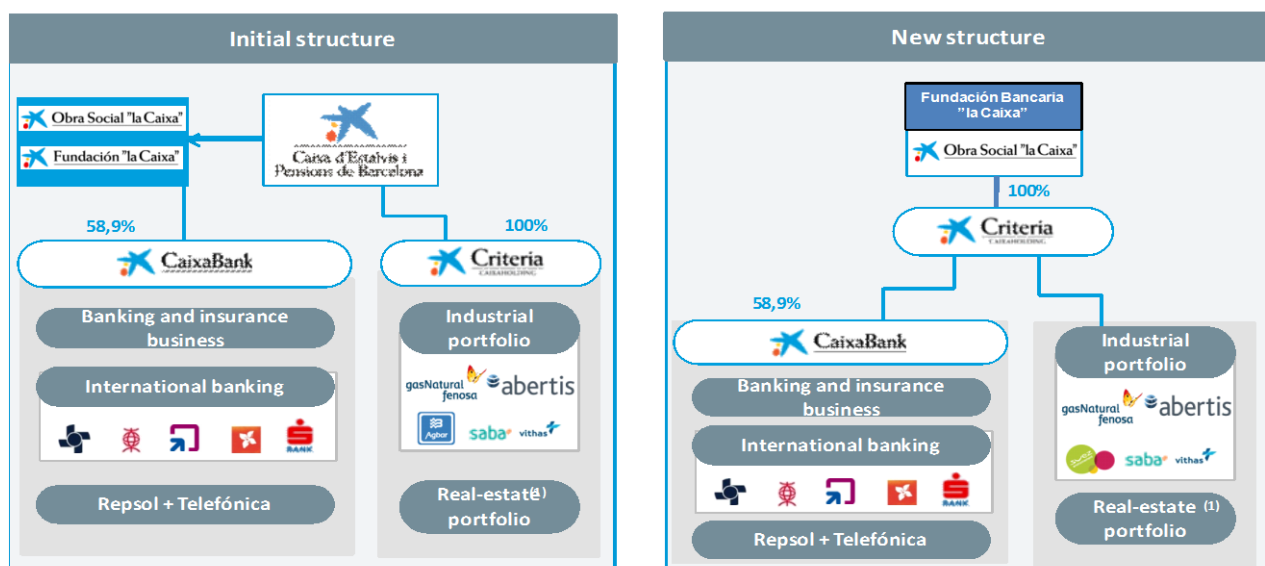 Initial structure
Obra Social "la Caixa"
Fundación "la Caixa"
Caixa d'Estalvis i
Pensions de Barcelona
58,9%
100%
CaixaBank
Criteria
CAIXAHOLDING
Banking and insurance
business
International banking
BANK
Repsol + Telefónica
Industrial
portfolio
gasNatural
fenosa
abertis
Agbar
saba
vithas
Real-estate (1)
portfolio
New structure
Fundación Bancaria
"la Caixa"
Obra Social "la Caixa"
100%
Criteria
CAIXAHOLDING
58,9%
CaixaBank
Banking and insurance
business
International banking
BANK
Repsol + Telefónica
Industrial
portfolio
gasNatural
fenosa
abertis
saba
vithas
Real-estate (1)
portfolio